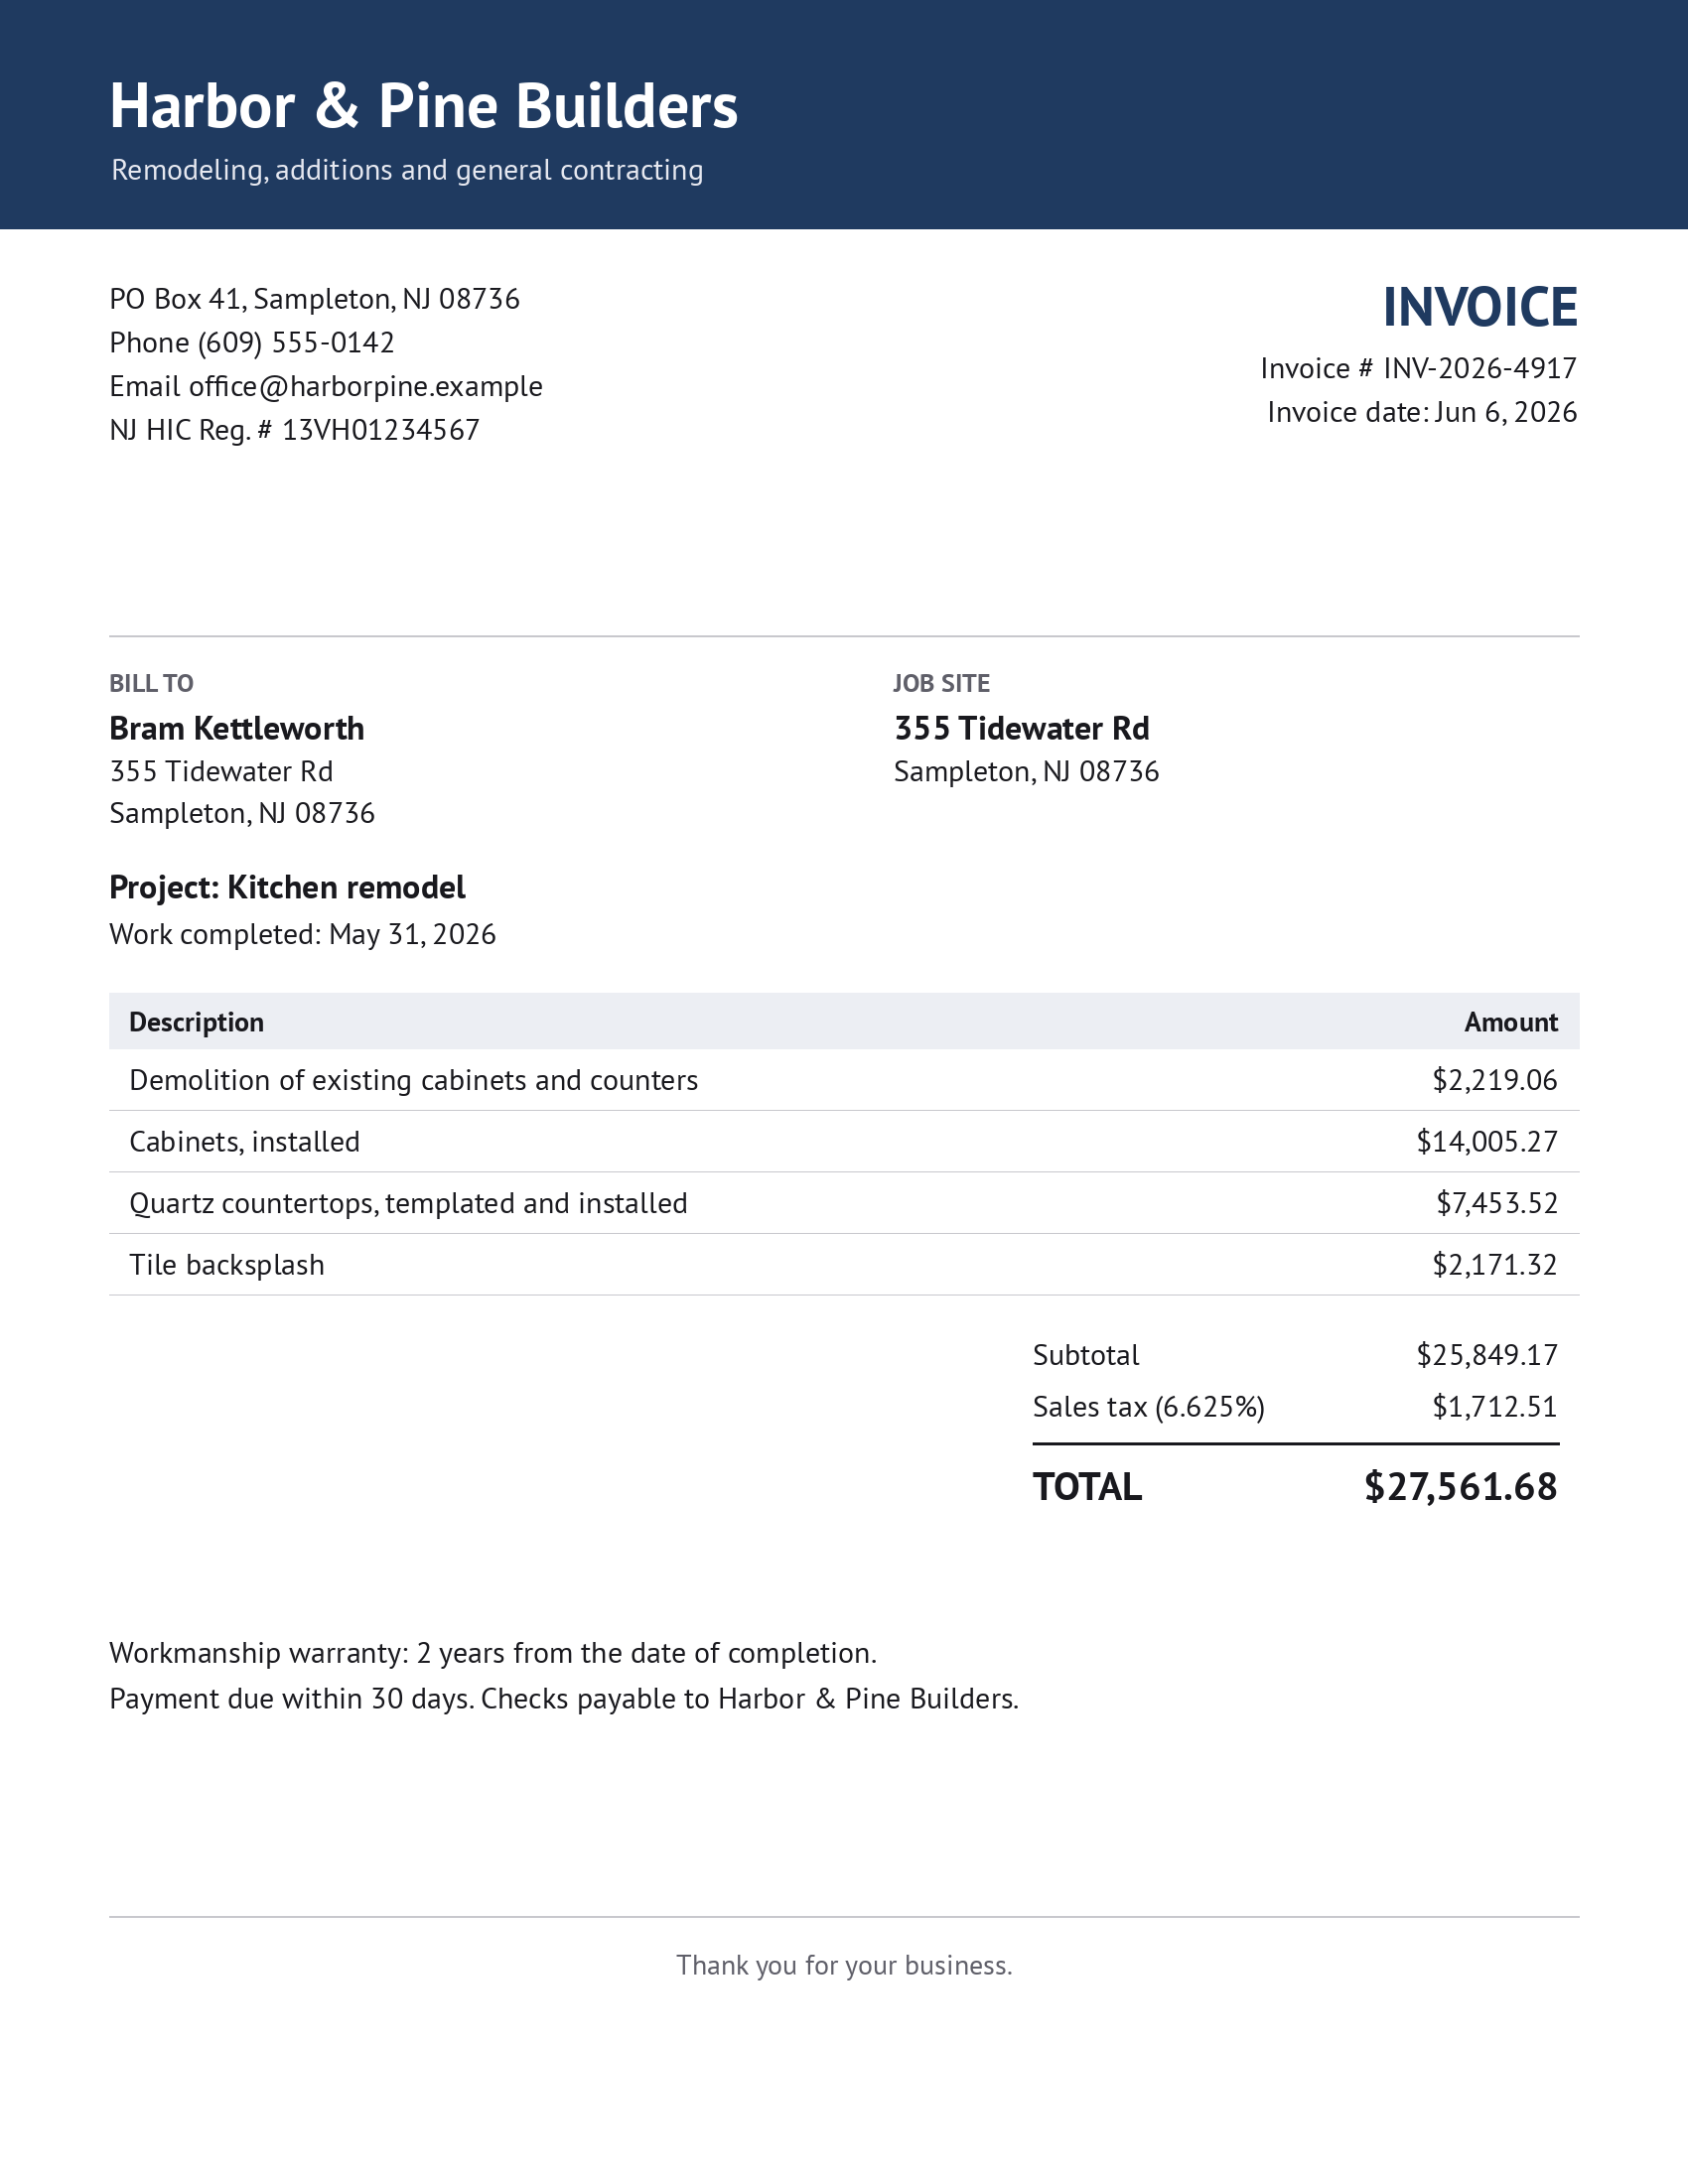 Harbor & Pine Builders
Remodeling, additions and general contracting
PO Box 41, Sampleton, NJ 08736
Phone (609) 555-0142
Email office@harborpine.example
NJ HIC Reg. # 13VH01234567
INVOICE
Invoice # INV-2026-4917
Invoice date: Jun 6, 2026
BILL TO
Bram Kettleworth
355 Tidewater Rd
Sampleton, NJ 08736
JOB SITE
355 Tidewater Rd
Sampleton, NJ 08736
Project: Kitchen remodel
Work completed: May 31, 2026
Description Amount
Demolition of existing cabinets and counters $2,219.06
Cabinets, installed $14,005.27
Quartz countertops, templated and installed $7,453.52
Tile backsplash $2,171.32
Subtotal $25,849.17
Sales tax (6.625%) $1,712.51
TOTAL $27,561.68
Workmanship warranty: 2 years from the date of completion.
Payment due within 30 days. Checks payable to Harbor & Pine Builders.
Thank you for your business.